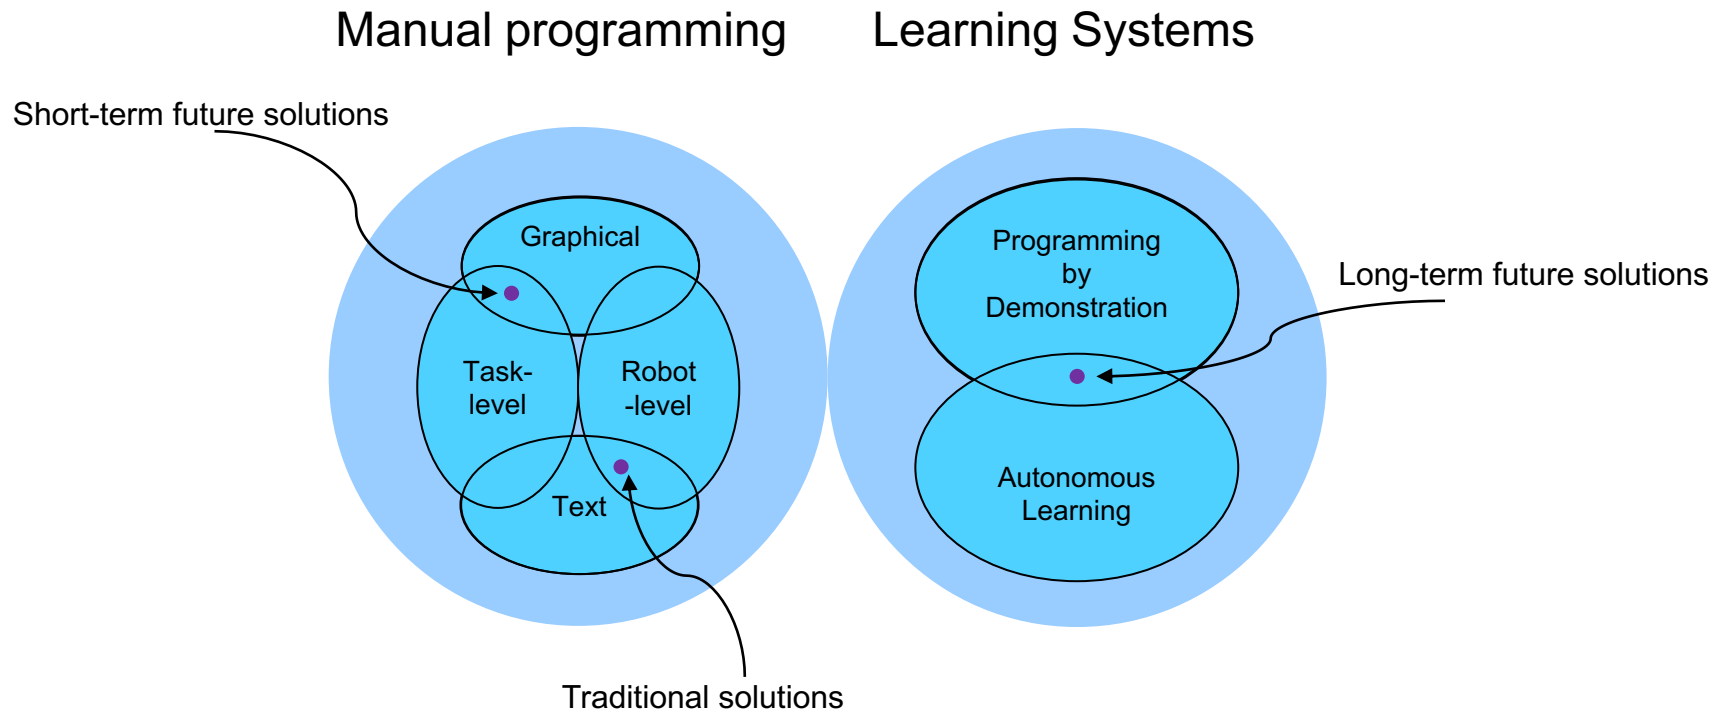 Manual programming
Learning Systems
Short-term future solutions
Graphical
Programming
by
Demonstration
Long-term future solutions
Task-
level
Robot
-level
Autonomous
Learning
Text
Traditional solutions